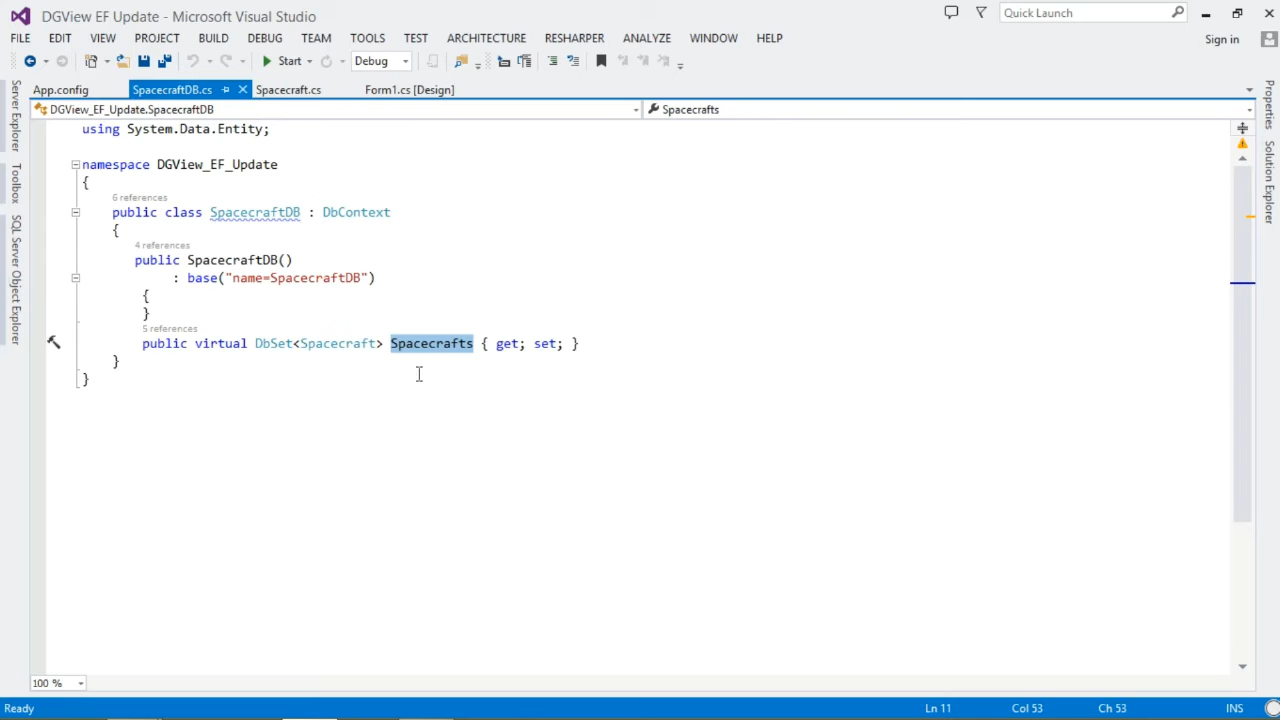 DGView EF Update - Microsoft Visual Studio
Quick Launch
FILE EDIT VIEW PROJECT BUILD DEBUG TEAM TOOLS TEST ARCHITECTURE RESHARPER ANALYZE WINDOW HELP
Sign in
Start Debug
App.config SpacecraftDB.cs Spacecraft.cs Form1.cs [Design]
DGView_EF_Update.SpacecraftDB Spacecrafts
Server Explorer
Toolbox
SQL Server Object Explorer
Properties
Solution Explorer
using System.Data.Entity;
namespace DGView_EF_Update
{
6 references
public class SpacecraftDB : DbContext
{
4 references
public SpacecraftDB()
: base("name=SpacecraftDB")
{
}
5 references
public virtual DbSet<Spacecraft> Spacecrafts { get; set; }
}
}
100 %
Ready Ln 11 Col 53 Ch 53 INS